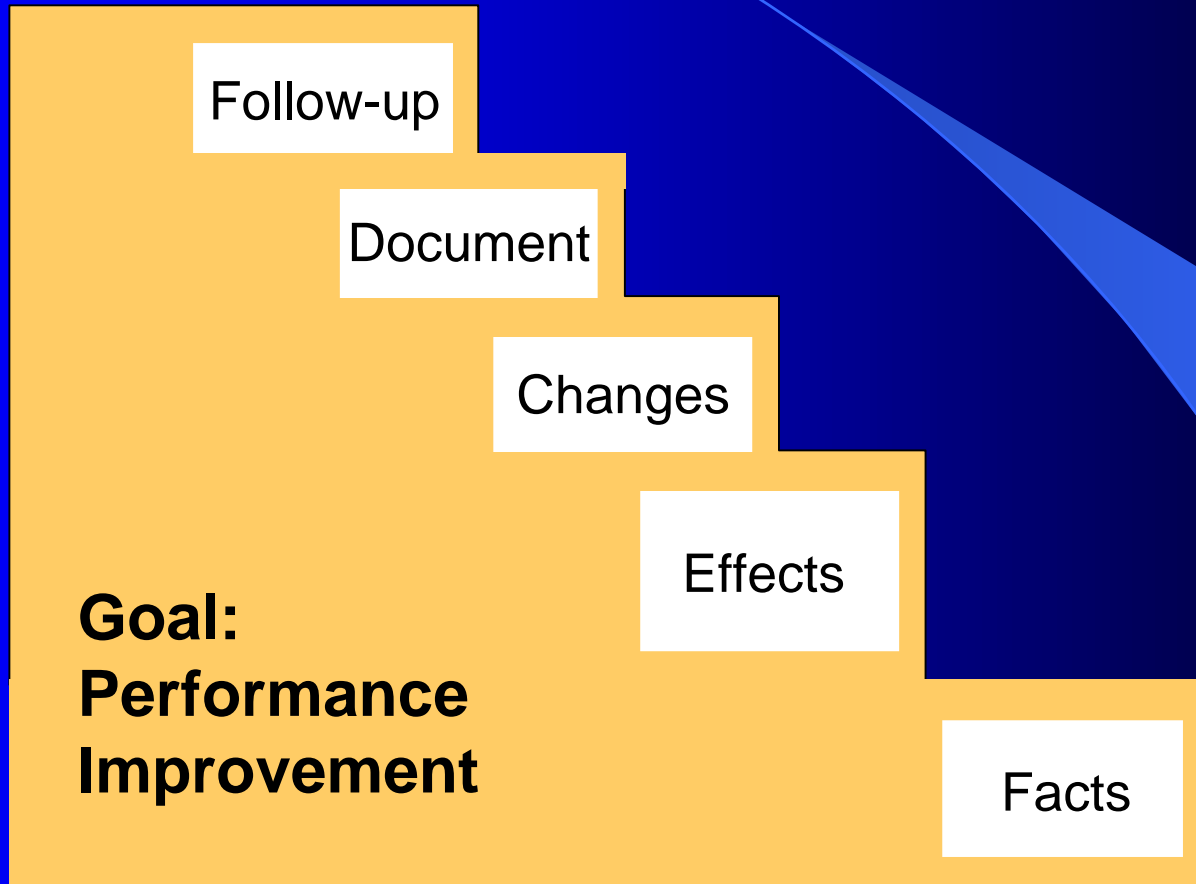 Follow-up
Document
Changes
Effects
Goal:
Performance
Improvement
Facts